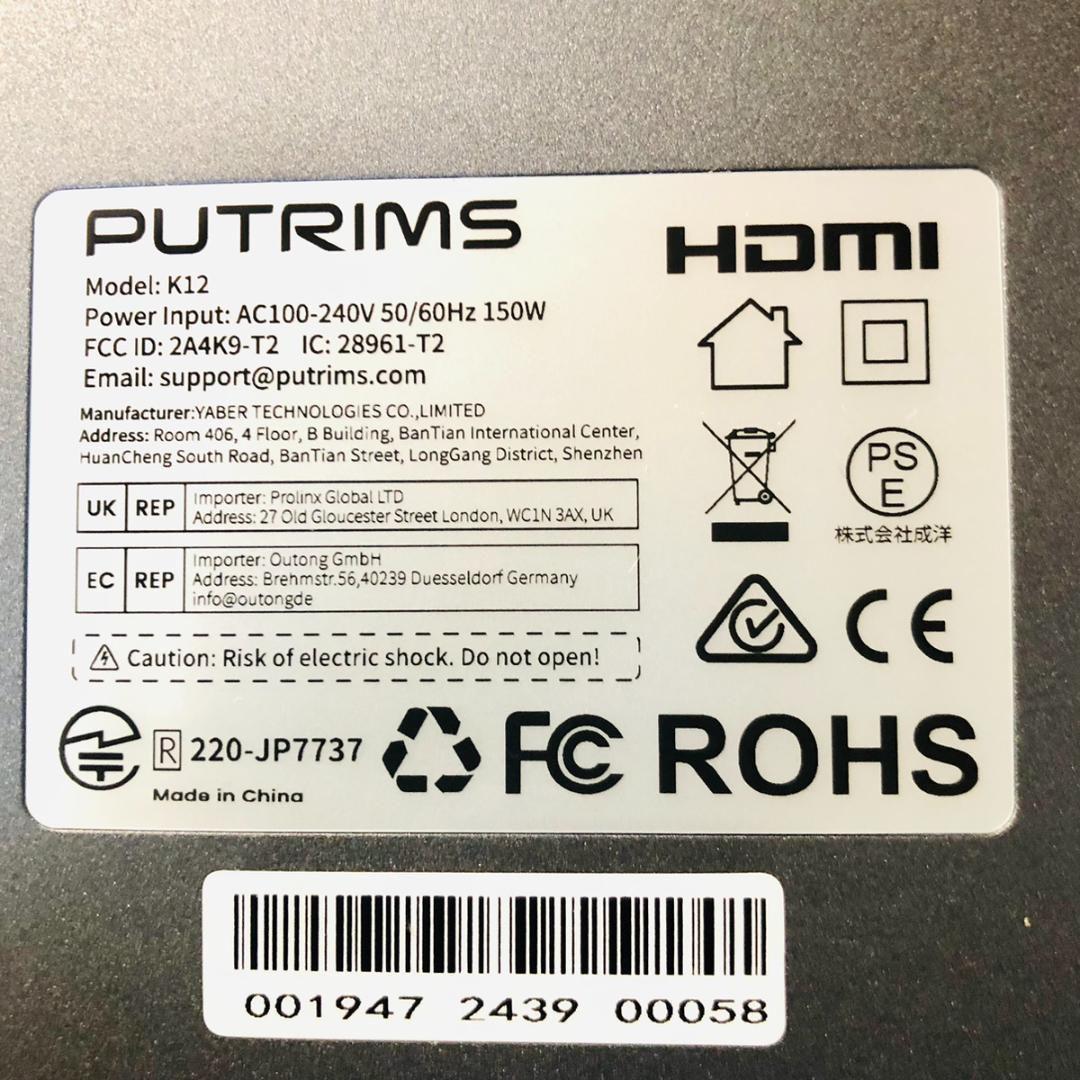 PUTRIMS
HDMI
Model: K12
Power Input: AC100-240V 50/60Hz 150W
FCC ID: 2A4K9-T2 IC: 28961-T2
Email: support@putrims.com
Manufacturer:YABER TECHNOLOGIES CO.,LIMITED
Address: Room 406, 4 Floor, B Building, BanTian International Center,
HuanCheng South Road, BanTian Street, LongGang District, Shenzhen
UK REP
Importer: Prolinx Global LTD
Address: 27 Old Gloucester Street London, WC1N 3AX, UK
EC REP
Importer: Outong GmbH
Address: Brehmstr.56,40239 Duesseldorf Germany
info@outongde
PS
E
株式会社成洋
CE
Caution: Risk of electric shock. Do not open!
R 220-JP7737
Made in China
FC
ROHS
001947 2439 00058